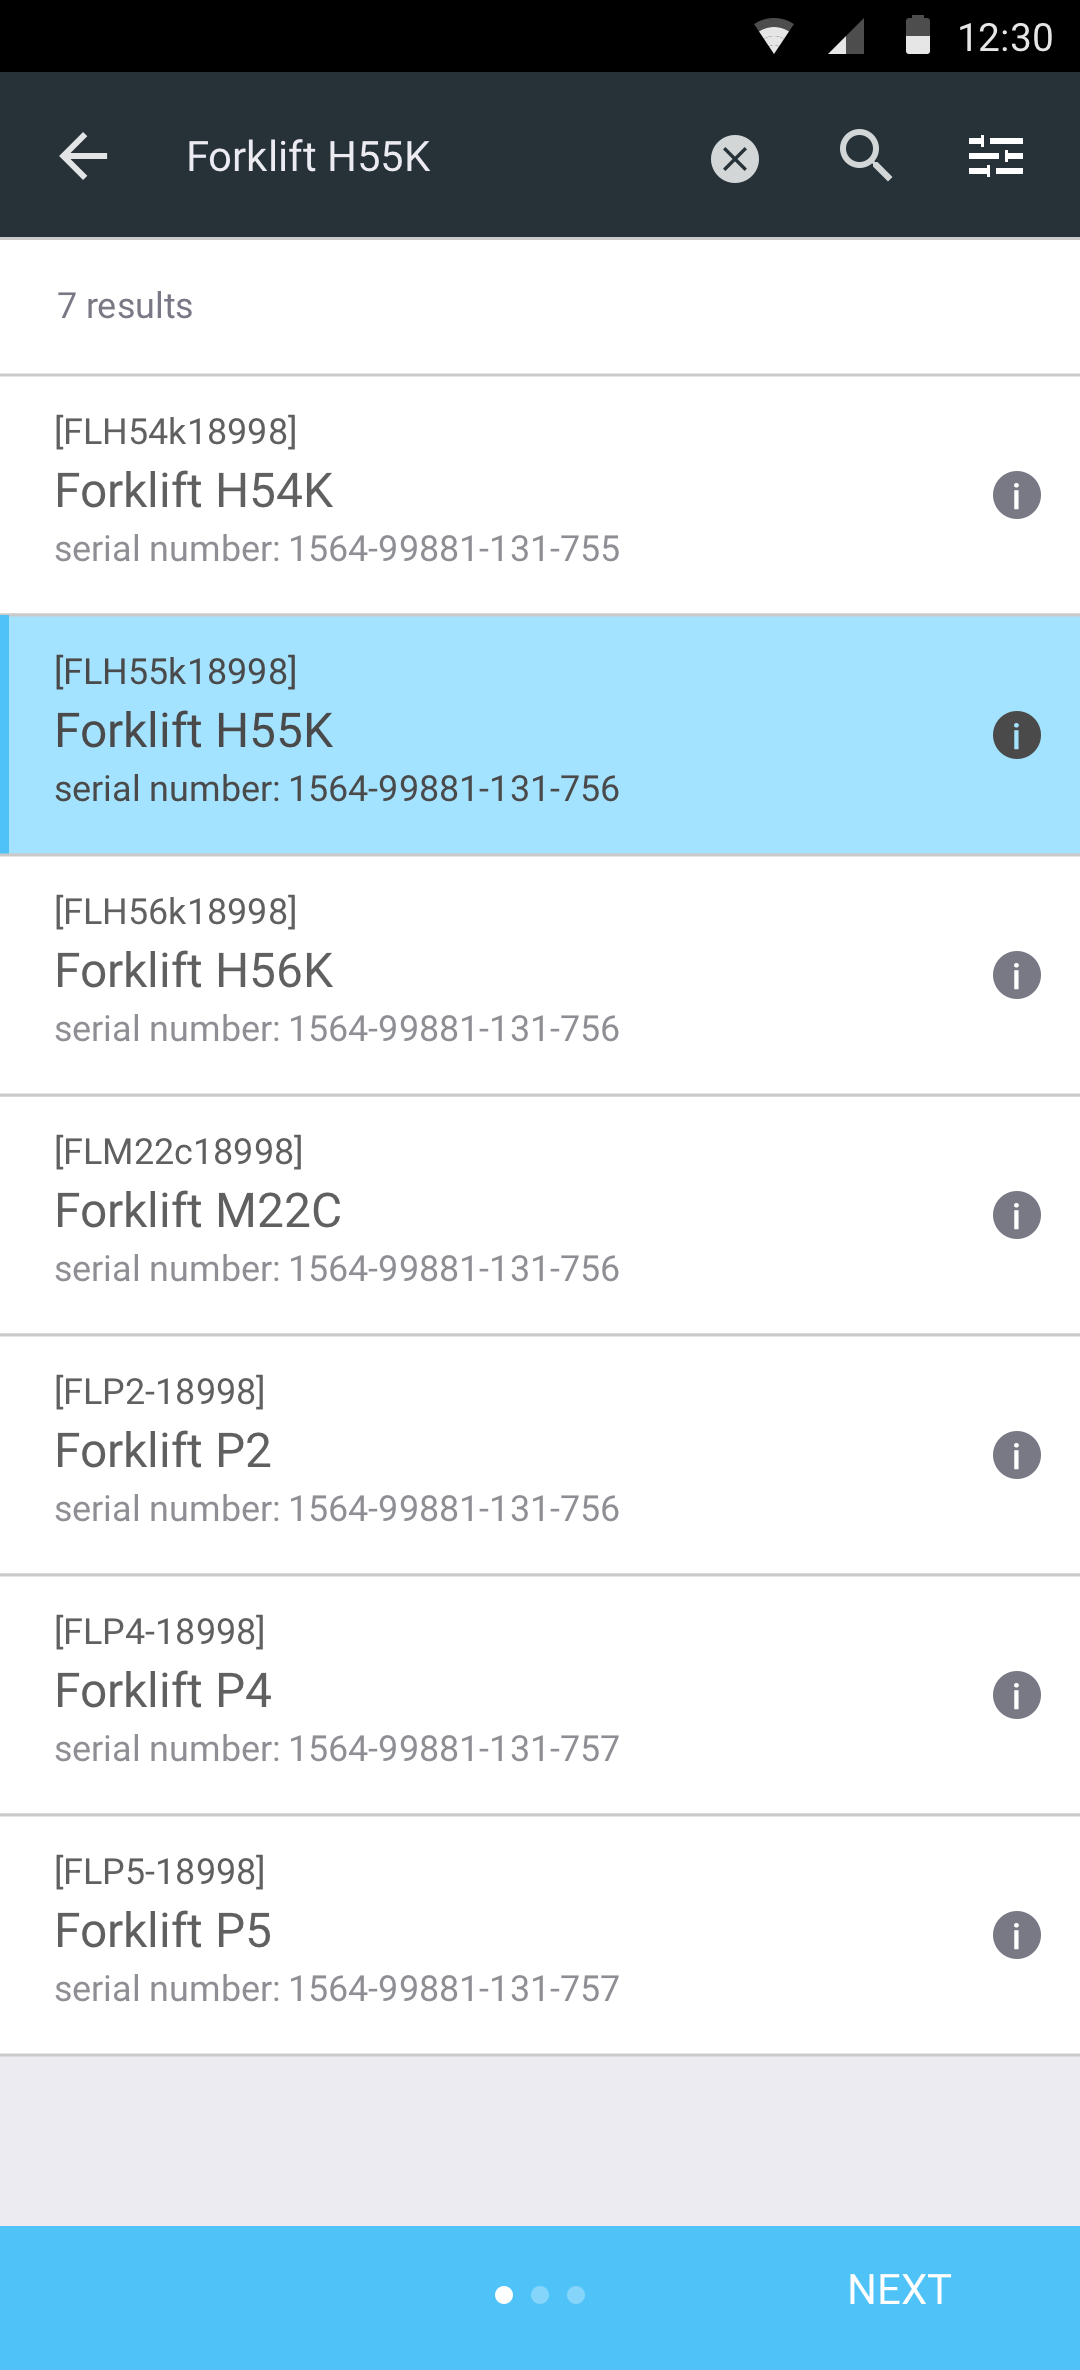 12:30
Forklift H55K
7 results
[FLH54k18998]
Forklift H54K
serial number: 1564-99881-131-755
[FLH55k18998]
Forklift H55K
serial number: 1564-99881-131-756
[FLH56k18998]
Forklift H56K
serial number: 1564-99881-131-756
[FLM22c18998]
Forklift M22C
serial number: 1564-99881-131-756
[FLP2-18998]
Forklift P2
serial number: 1564-99881-131-756
[FLP4-18998]
Forklift P4
serial number: 1564-99881-131-757
[FLP5-18998]
Forklift P5
serial number: 1564-99881-131-757
NEXT